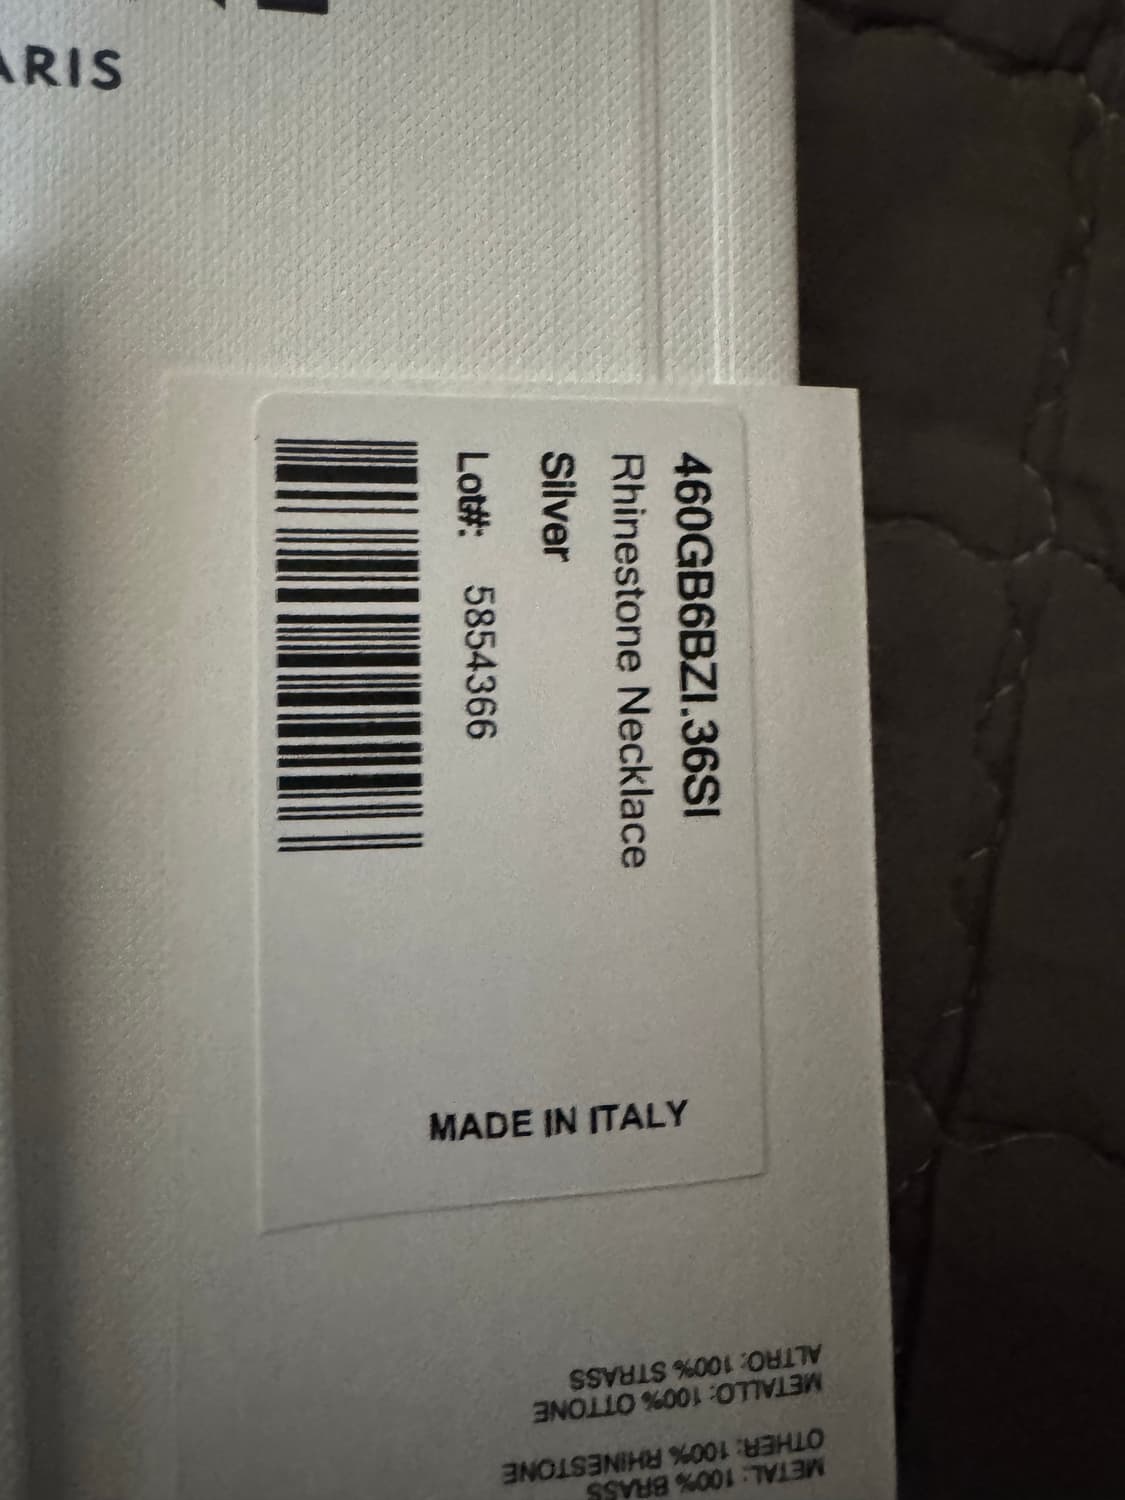 ARIS
460GB6BZI.36SI
Rhinestone Necklace
Silver
Lot#: 5854366
MADE IN ITALY
METAL: 100% BRASS
OTHER: 100% RHINESTONE
METALLO: 100% OTTONE
ALTRO: 100% STRASS